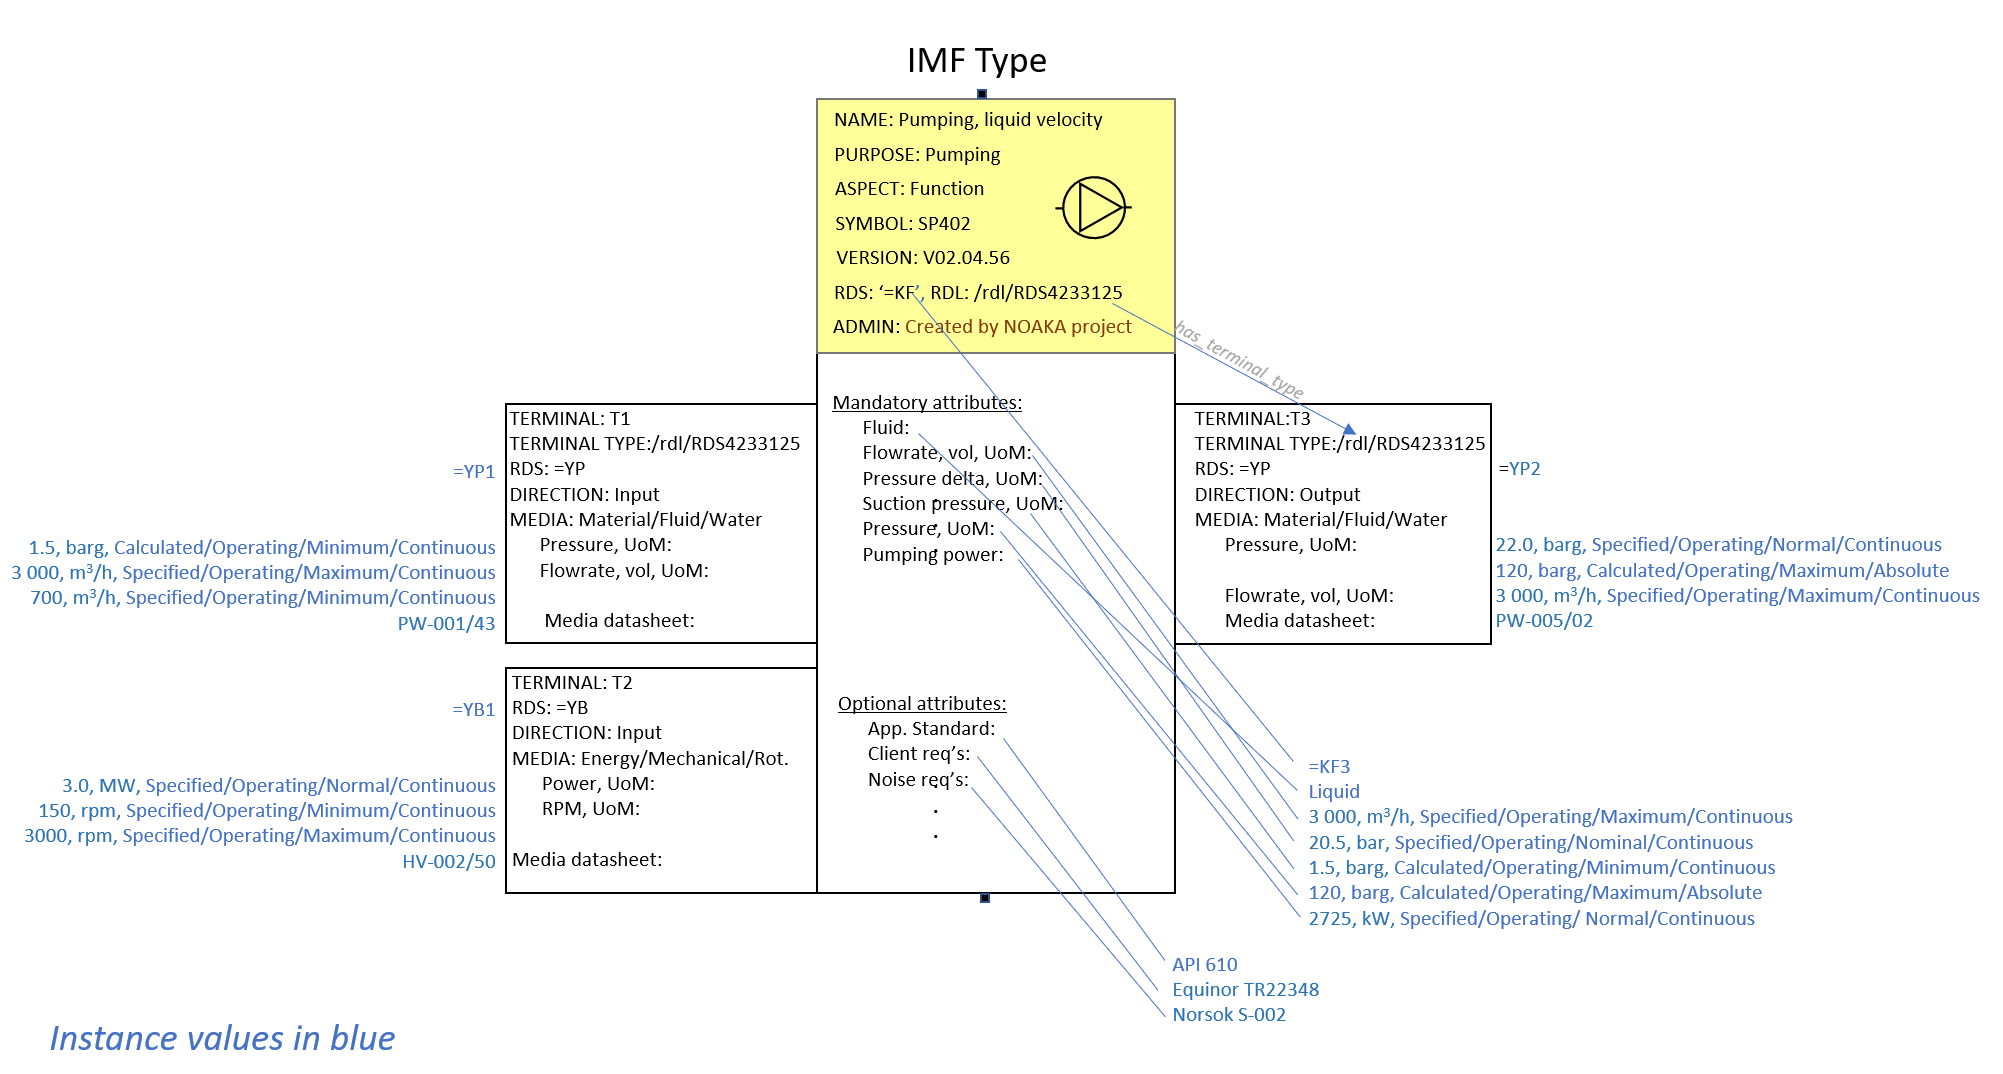 IMF Type
NAME: Pumping, liquid velocity
PURPOSE: Pumping
ASPECT: Function
SYMBOL: SP402
VERSION: V02.04.56
RDS: ‘=KF’, RDL: /rdl/RDS4233125
ADMIN: Created by NOAKA project
has_terminal_type
=YP1
1.5, barg, Calculated/Operating/Minimum/Continuous
3 000, m³/h, Specified/Operating/Maximum/Continuous
700, m³/h, Specified/Operating/Minimum/Continuous
PW-001/43
TERMINAL: T1
TERMINAL TYPE:/rdl/RDS4233125
RDS: =YP
DIRECTION: Input
MEDIA: Material/Fluid/Water
Pressure, UoM:
Flowrate, vol, UoM:
Media datasheet:
=YB1
3.0, MW, Specified/Operating/Normal/Continuous
150, rpm, Specified/Operating/Minimum/Continuous
3000, rpm, Specified/Operating/Maximum/Continuous
HV-002/50
TERMINAL: T2
RDS: =YB
DIRECTION: Input
MEDIA: Energy/Mechanical/Rot.
Power, UoM:
RPM, UoM:
Media datasheet:
Mandatory attributes:
Fluid:
Flowrate, vol, UoM:
Pressure delta, UoM:
Suction pressure, UoM:
Pressure, UoM:
Pumping power:
Optional attributes:
App. Standard:
Client req’s:
Noise req’s:
TERMINAL:T3
TERMINAL TYPE:/rdl/RDS4233125
RDS: =YP
DIRECTION: Output
MEDIA: Material/Fluid/Water
Pressure, UoM:
Flowrate, vol, UoM:
Media datasheet:
=YP2
22.0, barg, Specified/Operating/Normal/Continuous
120, barg, Calculated/Operating/Maximum/Absolute
3 000, m³/h, Specified/Operating/Maximum/Continuous
PW-005/02
=KF3
Liquid
3 000, m³/h, Specified/Operating/Maximum/Continuous
20.5, bar, Specified/Operating/Nominal/Continuous
1.5, barg, Calculated/Operating/Minimum/Continuous
120, barg, Calculated/Operating/Maximum/Absolute
2725, kW, Specified/Operating/ Normal/Continuous
API 610
Equinor TR22348
Norsok S-002
Instance values in blue